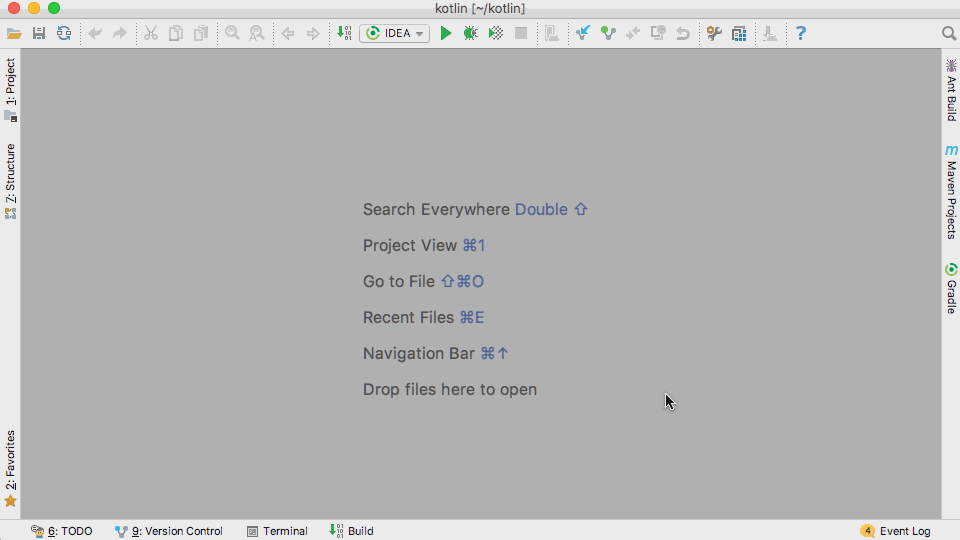 kotlin [~/kotlin]
IDEA
?
1: Project
7: Structure
2: Favorites
Search Everywhere Double ⇧
Project View ⌘1
Go to File ⇧⌘O
Recent Files ⌘E
Navigation Bar ⌘↑
Drop files here to open
Ant Build
m Maven Projects
Gradle
6: TODO
9: Version Control
Terminal
Build
4 Event Log